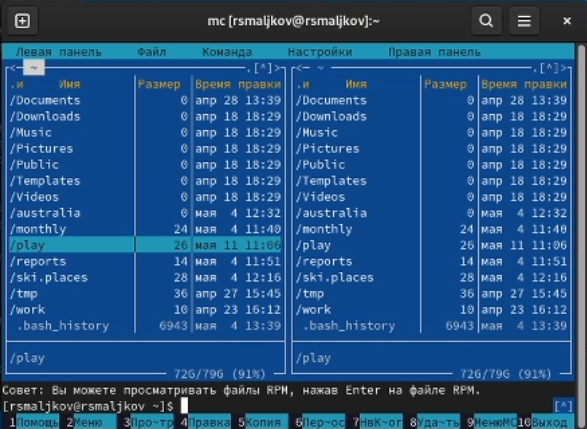 mc [rsmaljkov@rsmaljkov]:~
Левая панель Файл Команда Настройки Правая панель
<─ ~ .[^]> <─ ~ .[^]>
.и Имя Размер Время правки .и Имя Размер Время правки
/Documents 0 апр 28 13:39 /Documents 0 апр 28 13:39
/Downloads 0 апр 18 18:29 /Downloads 0 апр 18 18:29
/Music 0 апр 18 18:29 /Music 0 апр 18 18:29
/Pictures 0 апр 18 18:29 /Pictures 0 апр 18 18:29
/Public 0 апр 18 18:29 /Public 0 апр 18 18:29
/Templates 0 апр 18 18:29 /Templates 0 апр 18 18:29
/Videos 0 апр 18 18:29 /Videos 0 апр 18 18:29
/australia 0 мая 4 12:32 /australia 0 мая 4 12:32
/monthly 24 мая 4 11:40 /monthly 24 мая 4 11:40
/play 26 мая 11 11:06 /play 26 мая 11 11:06
/reports 14 мая 4 11:51 /reports 14 мая 4 11:51
/ski.places 28 мая 4 12:16 /ski.places 28 мая 4 12:16
/tmp 36 апр 27 15:45 /tmp 36 апр 27 15:45
/work 10 апр 23 16:12 /work 10 апр 23 16:12
.bash_history 6943 мая 4 13:39 .bash_history 6943 мая 4 13:39
/play /play
72G/79G (91%) 72G/79G (91%)
Совет: Вы можете просматривать файлы RPM, нажав Enter на файле RPM.
[rsmaljkov@rsmaljkov ~]$ [^]
1Помощь 2Меню 3Про~тр 4Правка 5Копия 6Пер~ос 7НвК~ог 8Уда~ть 9МенюMC 10Выход